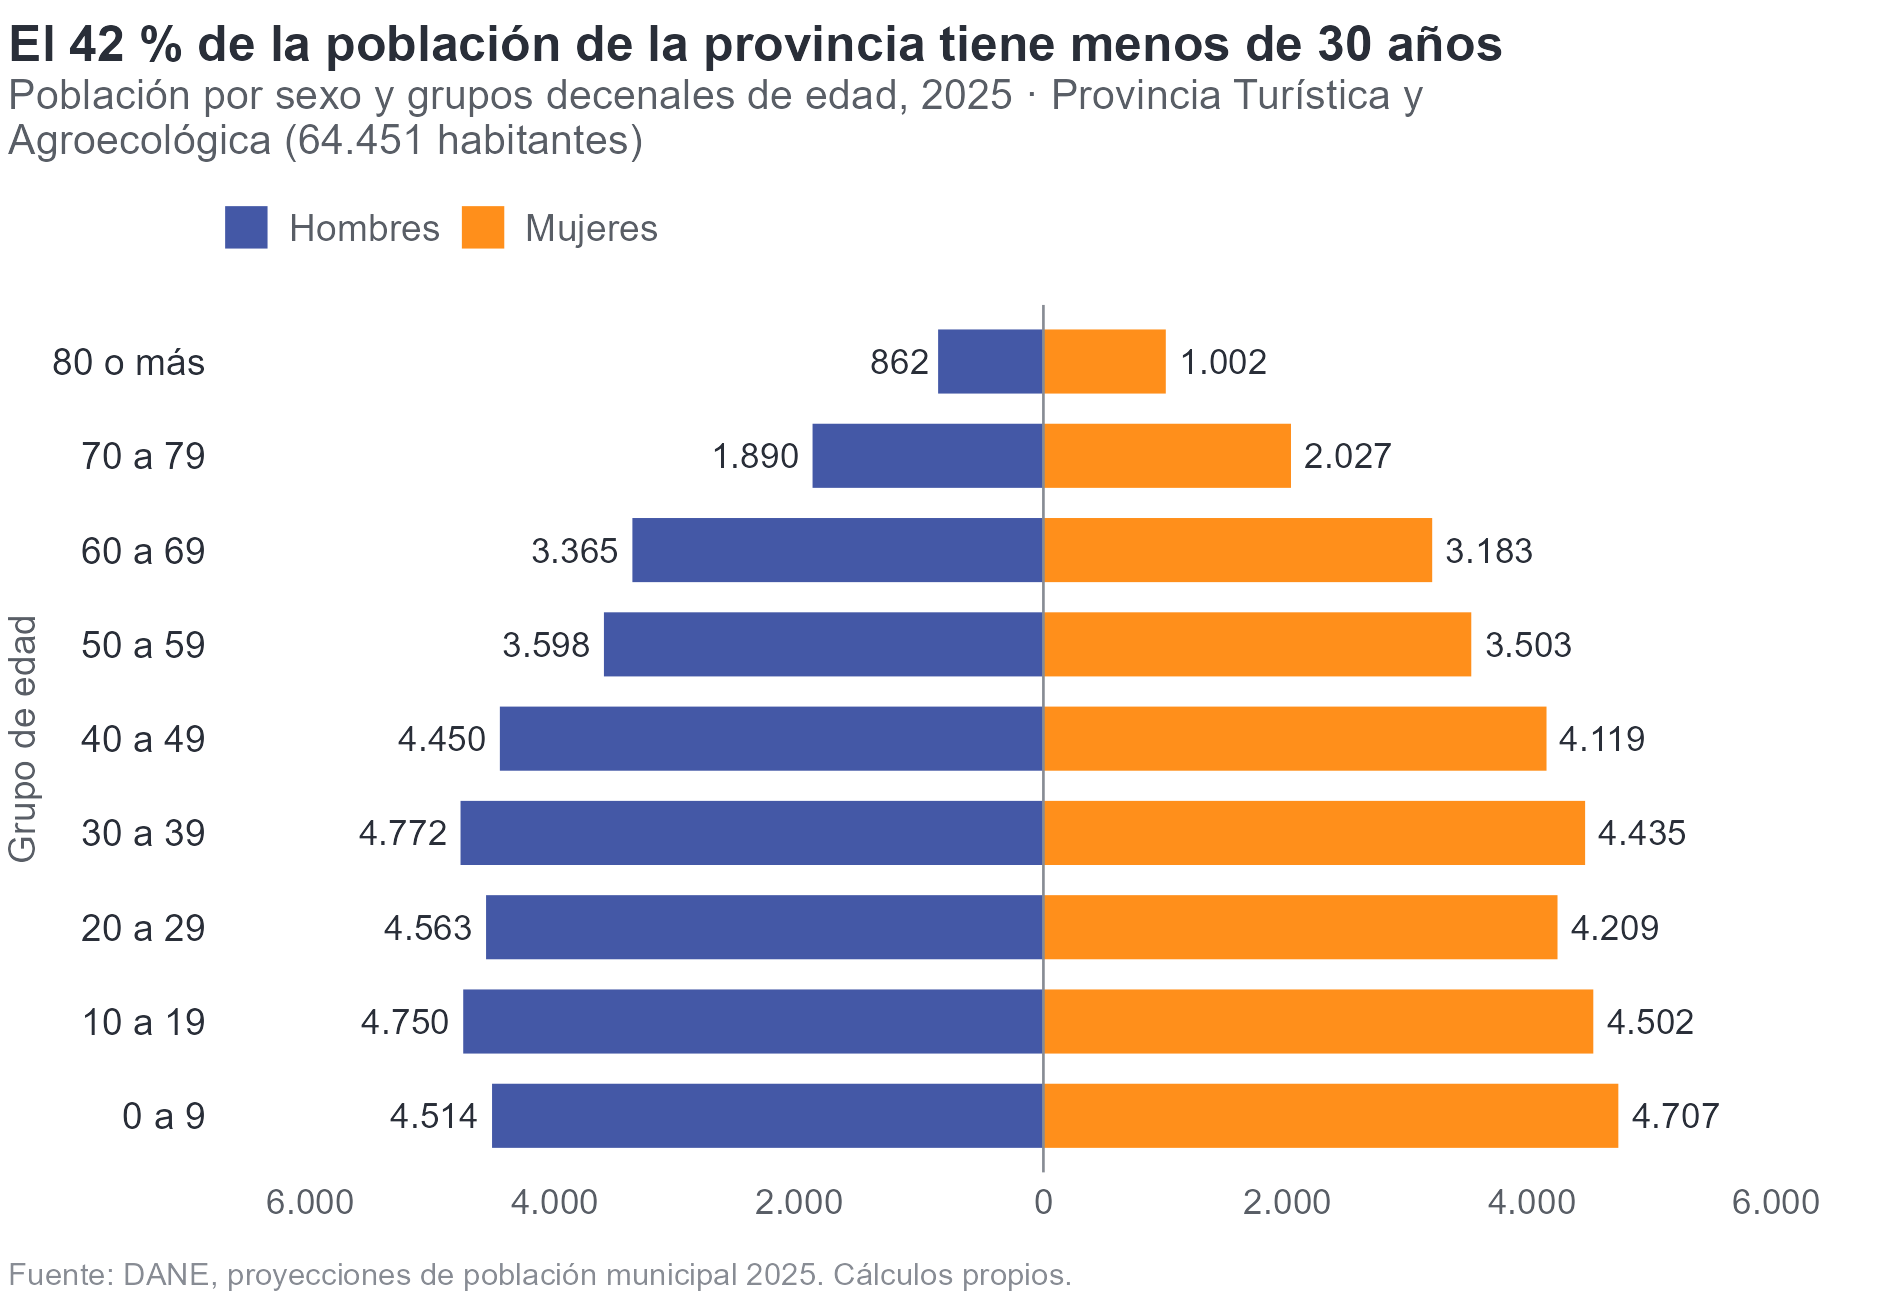 El 42 % de la población de la provincia tiene menos de 30 años
Población por sexo y grupos decenales de edad, 2025 · Provincia Turística y
Agroecológica (64.451 habitantes)
Hombres Mujeres
Grupo de edad
80 o más 862 1.002
70 a 79 1.890 2.027
60 a 69 3.365 3.183
50 a 59 3.598 3.503
40 a 49 4.450 4.119
30 a 39 4.772 4.435
20 a 29 4.563 4.209
10 a 19 4.750 4.502
0 a 9 4.514 4.707
6.000 4.000 2.000 0 2.000 4.000 6.000
Fuente: DANE, proyecciones de población municipal 2025. Cálculos propios.